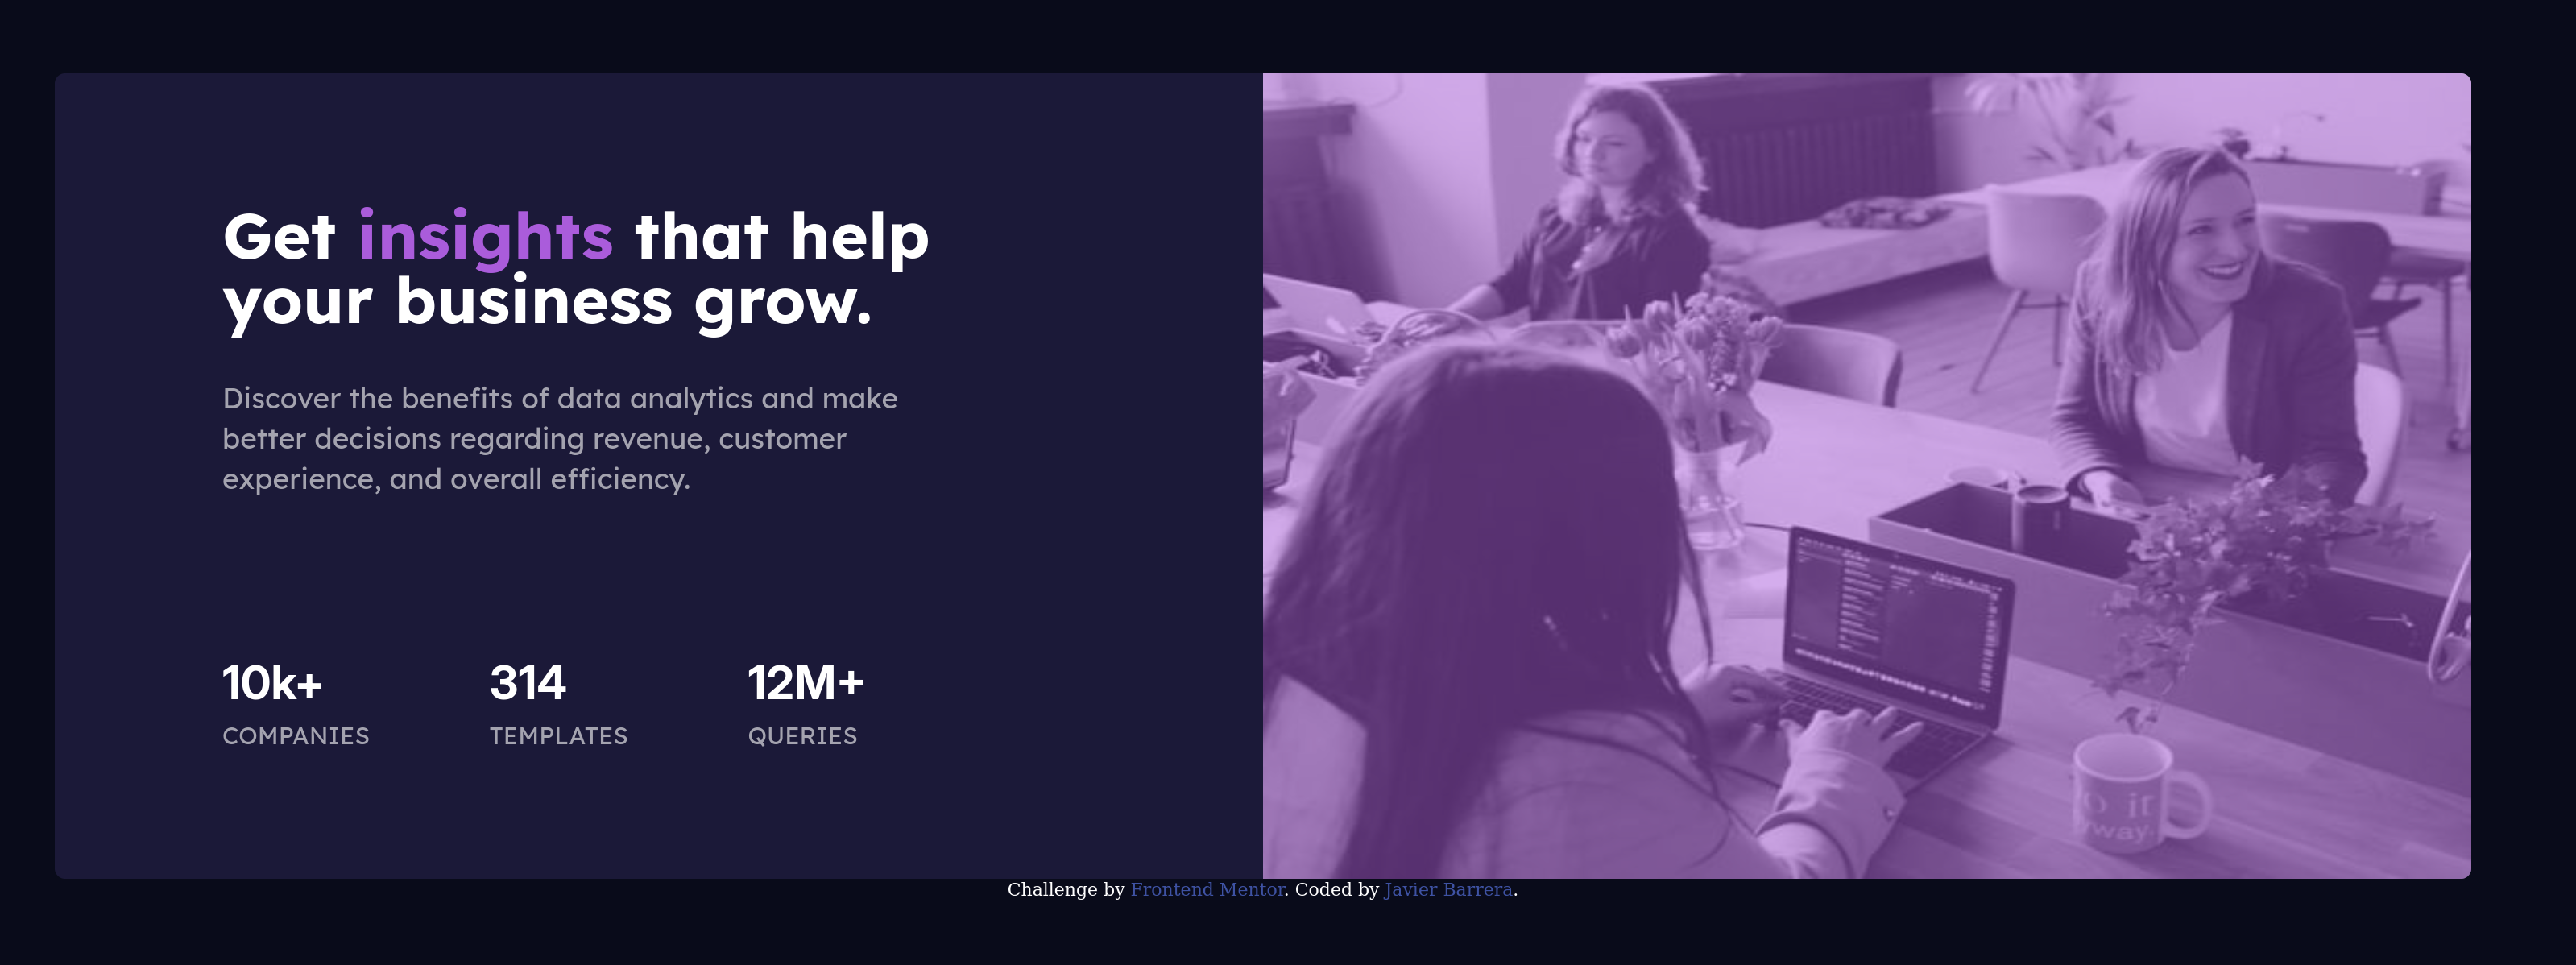 Get insights that help
your business grow.
Discover the benefits of data analytics and make
better decisions regarding revenue, customer
experience, and overall efficiency.
10k+ 314 12M+
COMPANIES TEMPLATES QUERIES
Challenge by Frontend Mentor. Coded by Javier Barrera.